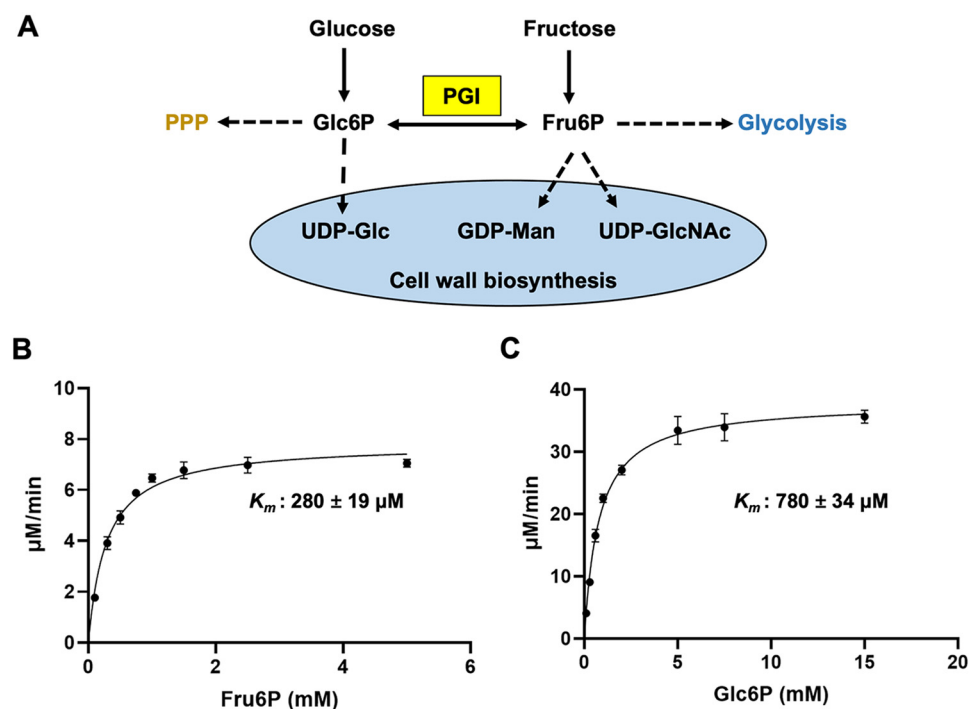 A
Glucose Fructose
PGI
PPP Glc6P Fru6P Glycolysis
UDP-Glc GDP-Man UDP-GlcNAc
Cell wall biosynthesis
B
10
8
6
4
2
0
µM/min
Km : 280 ± 19 µM
0 2 4 6
Fru6P (mM)
C
40
30
20
10
0
µM/min
Km : 780 ± 34 µM
0 5 10 15 20
Glc6P (mM)